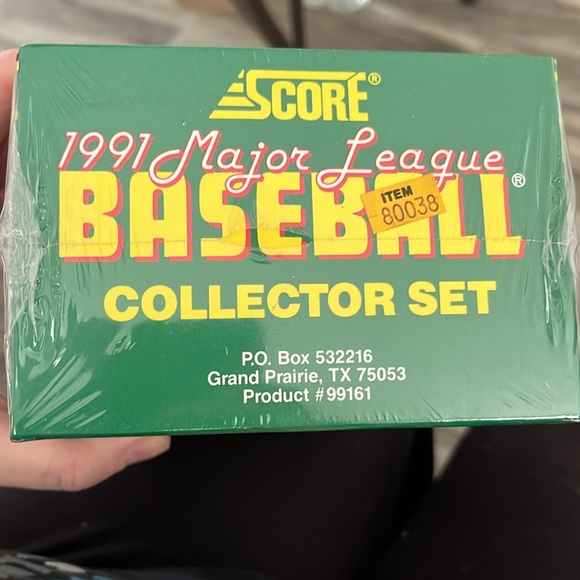 SCORE®
1991 Major League
BASEBALL®
ITEM
80038
COLLECTOR SET
P.O. Box 532216
Grand Prairie, TX 75053
Product #99161